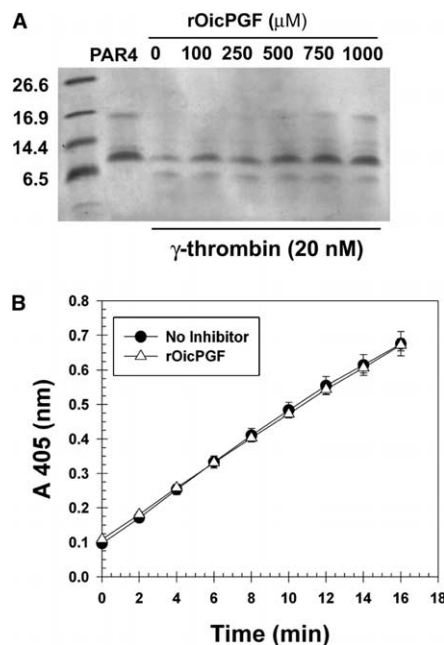 A
rOicPGF (μM)
PAR4 0 100 250 500 750 1000
26.6
16.9
14.4
6.5
γ-thrombin (20 nM)
B
0.8
0.7
0.6
0.5
0.4
0.3
0.2
0.1
0.0
A 405 (nm)
No Inhibitor
rOicPGF
0 2 4 6 8 10 12 14 16 18
Time (min)